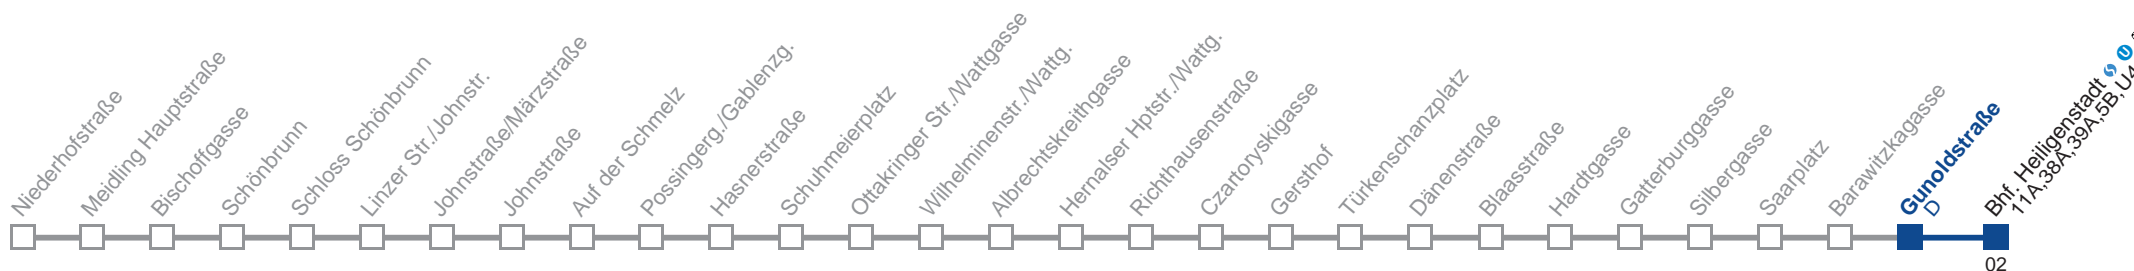 Niederhofstraße
Meidling Hauptstraße
Bischoffgasse
Schönbrunn
Schloss Schönbrunn
Linzer Str./Johnstr.
Johnstraße/Märzstraße
Johnstraße
Auf der Schmelz
Possingerg./Gablenzg.
Hasnerstraße
Schuhmeierplatz
Ottakringer Str./Wattgasse
Wilhelminenstr./Wattg.
Albrechtskreithgasse
Hernalser Hptstr./Wattg.
Richthausenstraße
Czartoryskigasse
Gersthof
Türkenschanzplatz
Dänenstraße
Blaasstraße
Hardtgasse
Gatterburggasse
Silbergasse
Saarplatz
Barawitzkagasse
Gunoldstraße
D
Bhf. Heiligenstadt S U
11A,38A,39A,5B,U4
02